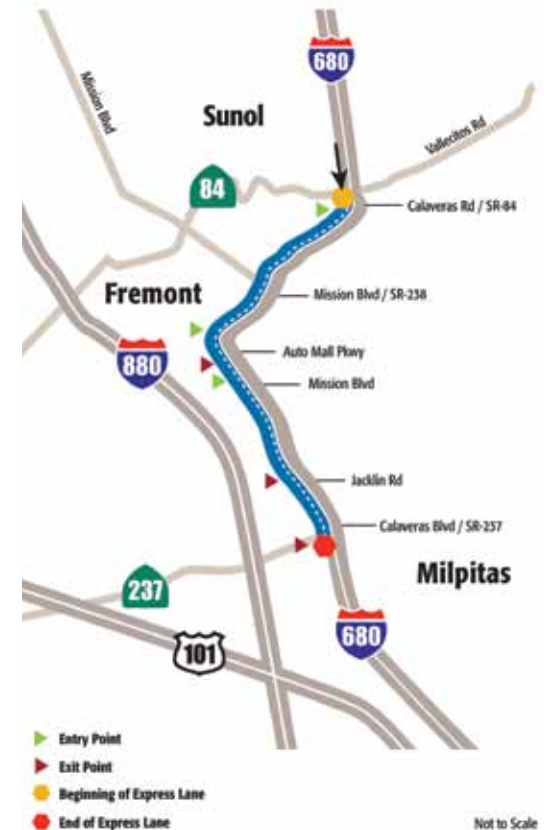 680
Mission Blvd
Sunol
Vallecitos Rd
84
Calaveras Rd / SR-84
Fremont
Mission Blvd / SR-238
880
Auto Mall Pkwy
Mission Blvd
Jacklin Rd
Calaveras Blvd / SR-237
Milpitas
237
680
101
Entry Point
Exit Point
Beginning of Express Lane
End of Express Lane
Not to Scale